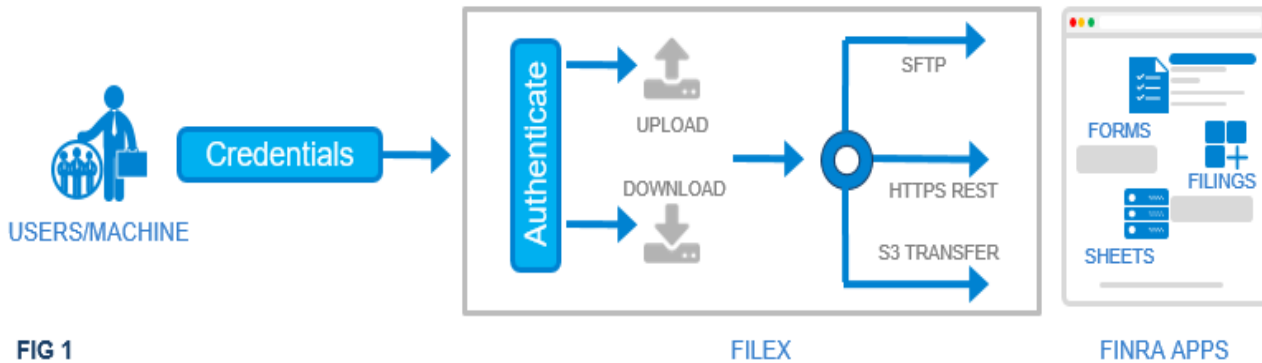 USERS/MACHINE
Credentials
Authenticate
UPLOAD
DOWNLOAD
SFTP
HTTPS REST
S3 TRANSFER
FORMS
FILINGS
SHEETS
FIG 1
FILEX
FINRA APPS